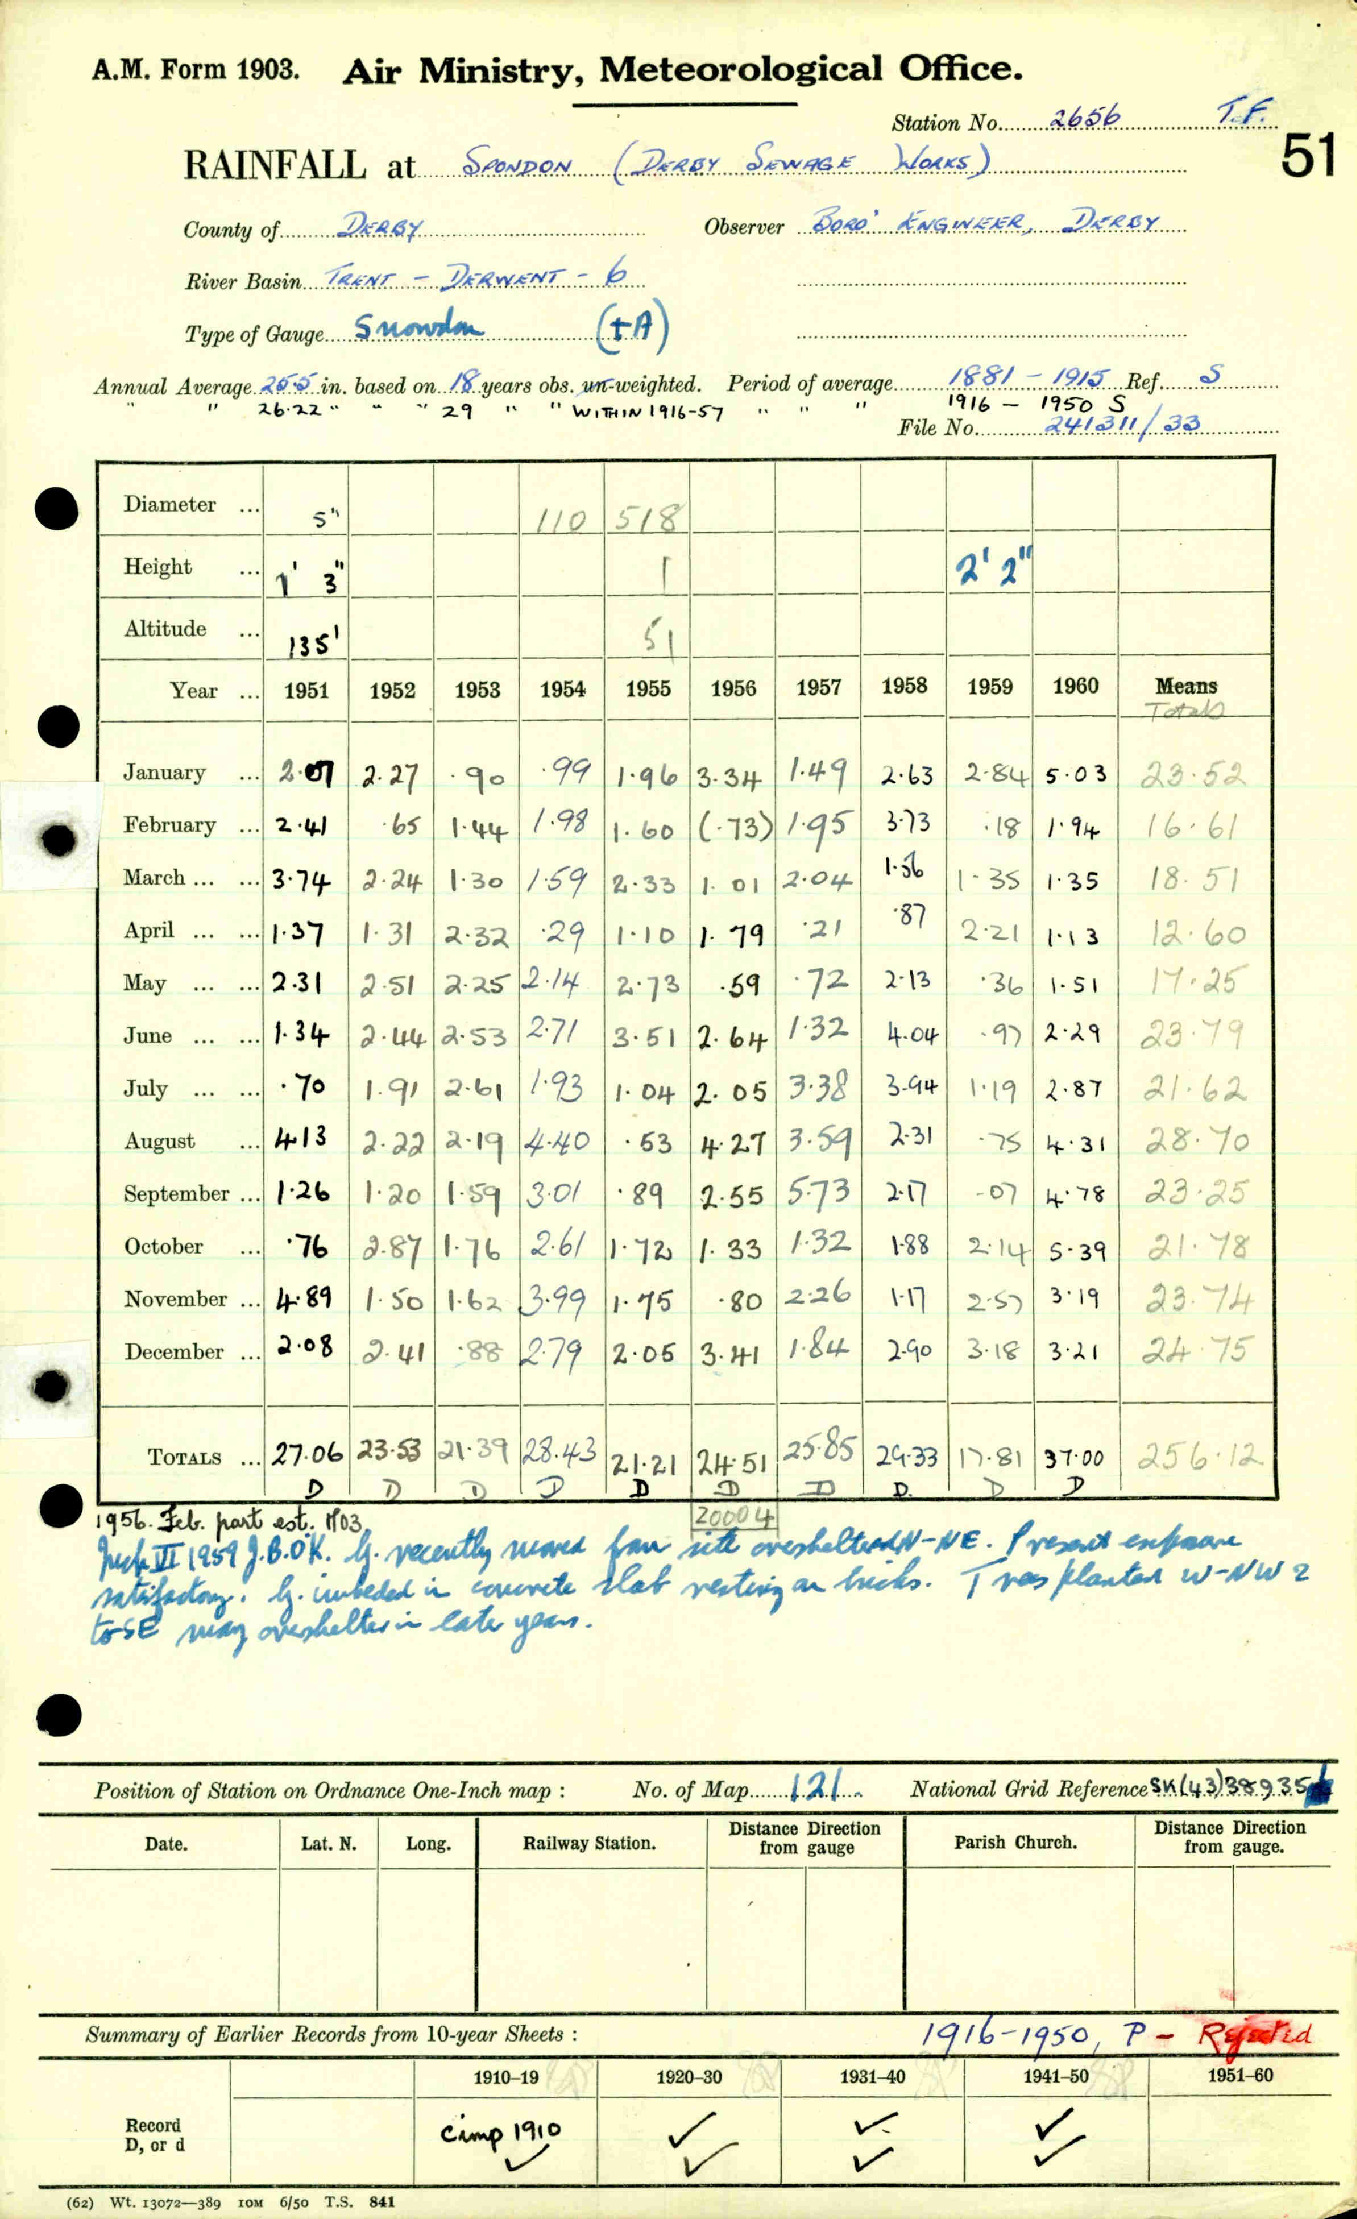 A.M. Form 1903. Air Ministry, Meteorological Office.
Station No. 2656 T.F.
51
RAINFALL at SPONDON (DERBY SEWAGE WORKS)
County of DERBY Observer BORO' ENGINEER, DERBY
River Basin TRENT - DERWENT - 6
Type of Gauge Snowdon (†A)
Annual Average 25.5 in. based on 18 years obs. un-weighted. Period of average 1881 - 1915 Ref. S
" " 26.22 " " " 29 " " WITHIN 1916-57 " " " 1916 - 1950 S
File No. 241311/33
Diameter ... 5" 110 518
Height ... 1' 3" 1 2' 2"
Altitude ... 135' 51
Year ... 1951 1952 1953 1954 1955 1956 1957 1958 1959 1960 Means
Totals
January ... 2.07 2.27 .90 .99 1.96 3.34 1.49 2.63 2.84 5.03 23.52
February ... 2.41 .65 1.44 1.98 1.60 (.73) 1.95 3.73 .18 1.94 16.61
March ... ... 3.74 2.24 1.30 1.59 2.33 1.01 2.04 1.56 1.35 1.35 18.51
April ... ... 1.37 1.31 2.32 .29 1.10 1.79 .21 .87 2.21 1.13 12.60
May ... ... 2.31 2.51 2.25 2.14 2.73 .59 .72 2.13 .36 1.51 17.25
June ... ... 1.34 2.44 2.53 2.71 3.51 2.64 1.32 4.04 .97 2.29 23.79
July ... ... .70 1.91 2.61 1.93 1.04 2.05 3.38 3.94 1.19 2.87 21.62
August ... 4.13 2.22 2.19 4.40 .53 4.27 3.59 2.31 .75 4.31 28.70
September ... 1.26 1.20 1.59 3.01 .89 2.55 5.73 2.17 .07 4.78 23.25
October ... .76 2.87 1.76 2.61 1.72 1.33 1.32 1.88 2.14 5.39 21.78
November ... 4.89 1.50 1.62 3.99 1.75 .80 2.26 1.17 2.57 3.19 23.74
December ... 2.08 2.41 .88 2.79 2.05 3.41 1.84 2.90 3.18 3.21 24.75
TOTALS ... 27.06 23.53 21.39 28.43 21.21 24.51 25.85 29.33 17.81 37.00 256.12
D D D D D D D D D D
20004
1956. Feb. part est. M03
Insp. VII 1959 J.B.O'K. G. recently moved from site oversheltered N-NE. Present exposure
satisfactory. G. imbeded in concrete slab resting on bricks. Trees planted W-NW 2
to SE may overshelter in later years.
Position of Station on Ordnance One-Inch map : No. of Map 121. National Grid Reference SK(43)38935
Date. Lat. N. Long. Railway Station. Distance from Direction gauge Parish Church. Distance from Direction gauge.
Summary of Earlier Records from 10-year Sheets : 1916-1950, P - Rejected
1910–19 1920–30 1931–40 1941–50 1951–60
Record D, or d Comp 1910 ✓ ✓ ✓ ✓
✓ ✓ ✓
(62) Wt. 13072—389 10M 6/50 T.S. 841